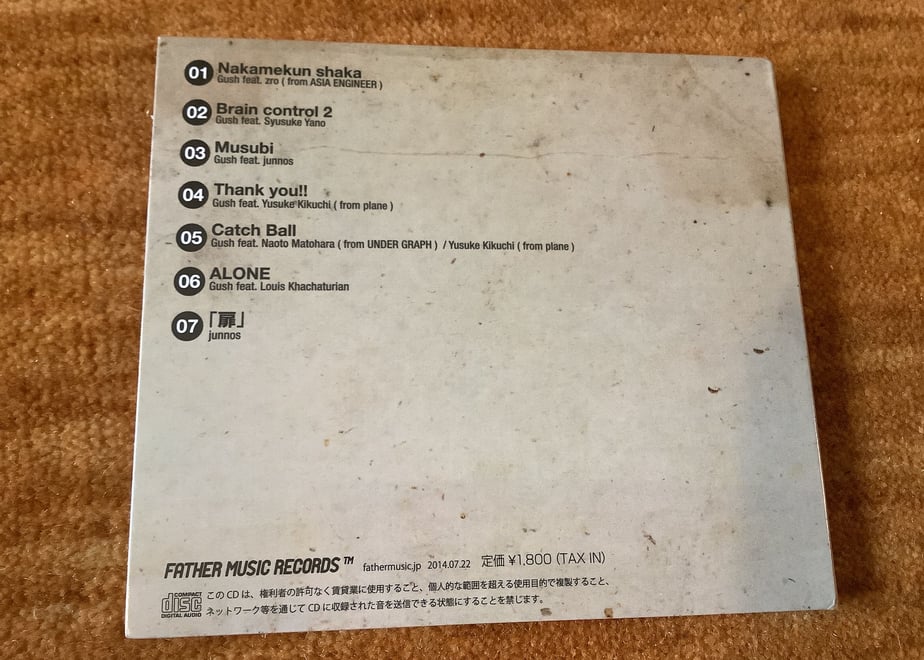 01 Nakamekun shaka
Gush feat. zro ( from ASIA ENGINEER )
02 Brain control 2
Gush feat. Syusuke Yano
03 Musubi
Gush feat. junnos
04 Thank you!!
Gush feat. Yusuke Kikuchi ( from plane )
05 Catch Ball
Gush feat. Naoto Matohara ( from UNDER GRAPH ) / Yusuke Kikuchi ( from plane )
06 ALONE
Gush feat. Louis Khachaturian
07 「扉」
junnos
FATHER MUSIC RECORDS™ fathermusic.jp 2014.07.22 定価 ¥1,800 (TAX IN)
COMPACT disc DIGITAL AUDIO
この CD は、権利者の許可なく賃貸業に使用すること、個人的な範囲を超える使用目的で複製すること、
ネットワーク等を通じて CD に収録された音を送信できる状態にすることを禁じます。